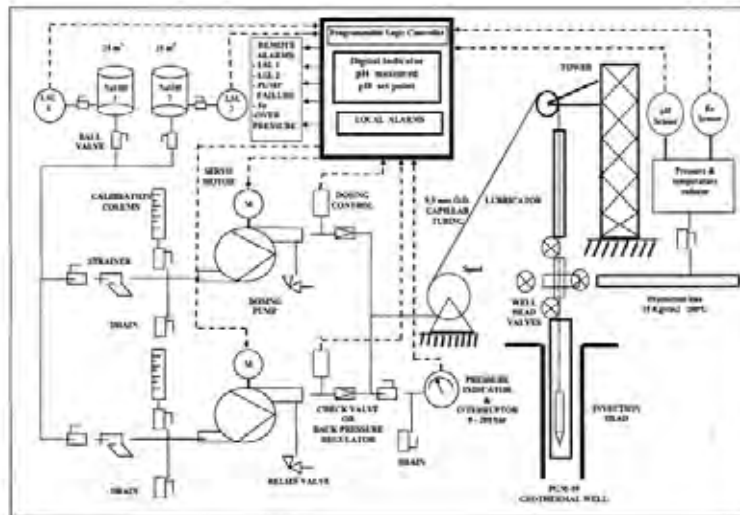 Programmable Logic Controller
25 m³
25 m³
REMOTE
ALARMS
- LSL 1
- LSL 2
- PUMP
FAILURE
OVER
PRESSURE
Digital Indicator
pH measured
pH set point
LOCAL ALARMS
LSL
LSL
NaOH
NaOH
TOWER
pH
Sensor
Sensor
BALL
VALVE
Pressure &
temperature
SERVO
MOTOR
CALIBRATION
COLUMN
DOSING
CONTROL
CAPILLAR
TUBING
LUBRICATOR
M
STRAINER
Spool
DOSING
PUMP
WELL
HEAD
VALVES
DRAIN
M
PRESSURE
INDICATOR
&
INTERRUPTOR
CHECK VALVE
OR
BACK PRESSURE
REGULATOR
INJECTION
HEAD
DRAIN
DRAIN
RELIEF VALVE
GEOTHERMAL WELL